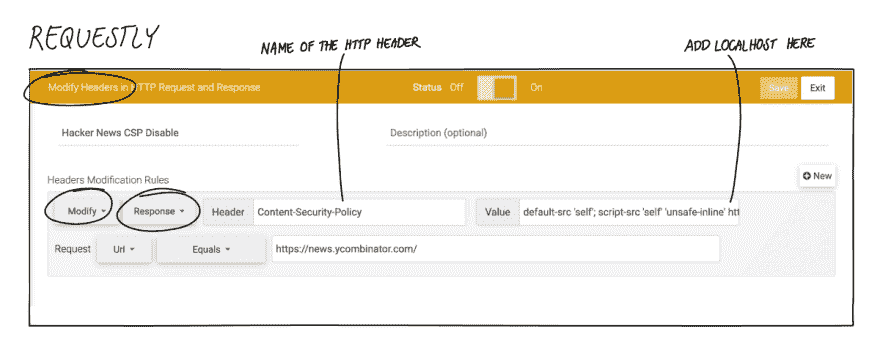 REQUESTLY
NAME OF THE HTTP HEADER
ADD LOCALHOST HERE
Modify Headers in HTTP Request and Response
Status Off On
Save Exit
Hacker News CSP Disable
Description (optional)
Headers Modification Rules
New
Modify Response Header Content-Security-Policy Value default-src 'self'; script-src 'self' 'unsafe-inline' htt
Request Url Equals https://news.ycombinator.com/